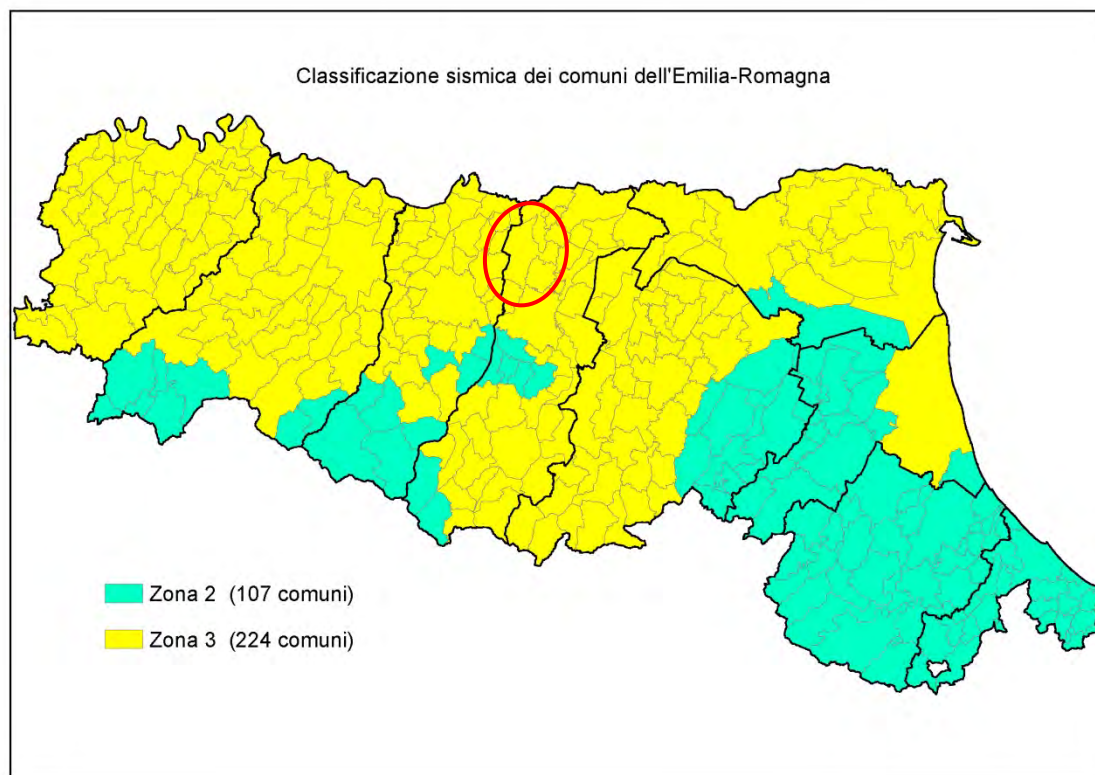 Classificazione sismica dei comuni dell'Emilia-Romagna
Zona 2 (107 comuni)
Zona 3 (224 comuni)